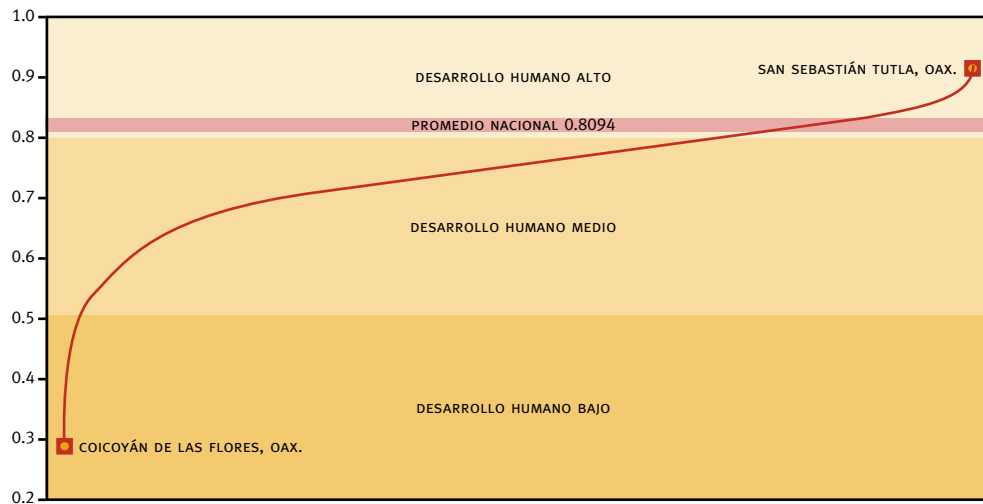 1.0
0.9
DESARROLLO HUMANO ALTO
SAN SEBASTIÁN TUTLA, OAX.
PROMEDIO NACIONAL 0.8094
0.8
0.7
DESARROLLO HUMANO MEDIO
0.6
0.5
0.4
DESARROLLO HUMANO BAJO
0.3
COICOYÁN DE LAS FLORES, OAX.
0.2